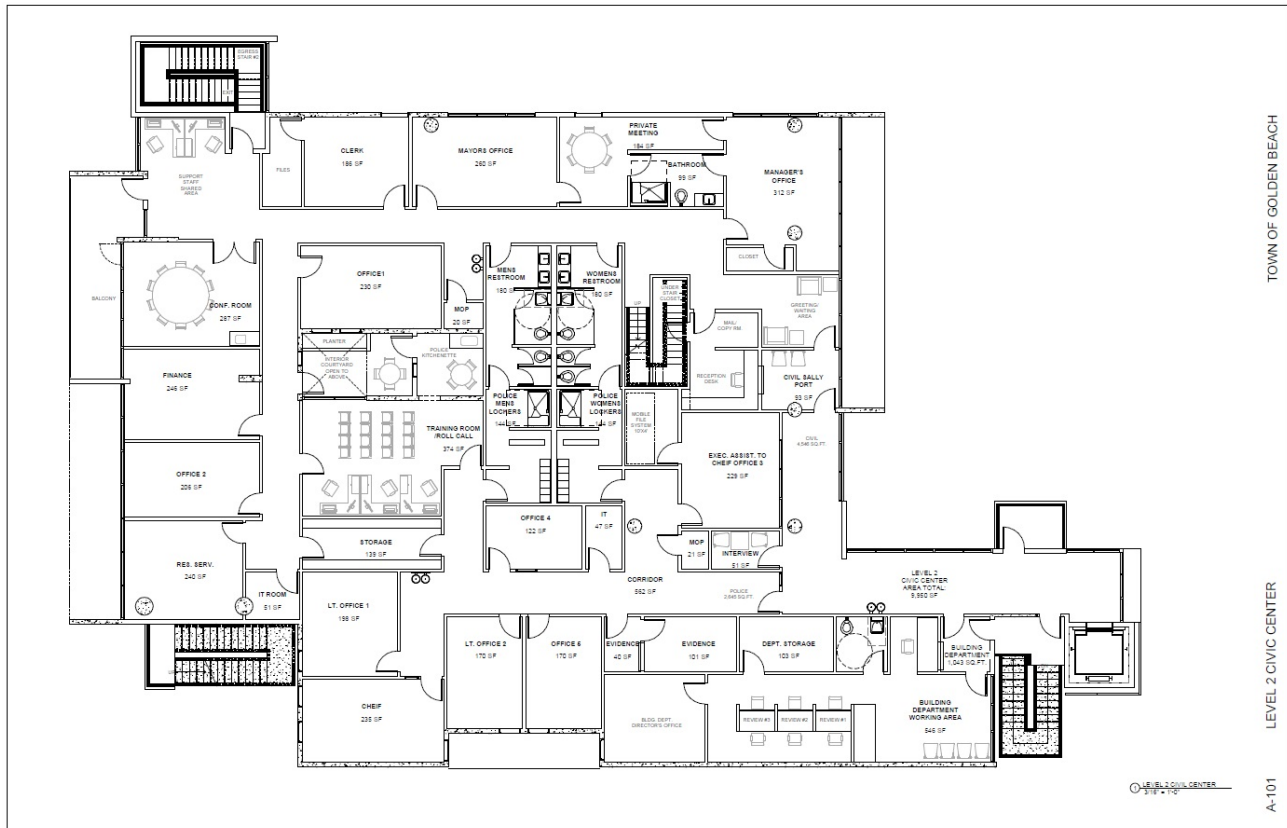 EGRESS
STAIR #2
EXIT
SUPPORT
STAFF
SHARED
AREA
FILES
CLERK
186 SF
MAYORS OFFICE
260 SF
PRIVATE
MEETING
184 SF
BATHROOM
99 SF
MANAGER'S
OFFICE
312 SF
CLOSET
BALCONY
CONF. ROOM
287 SF
OFFICE1
230 SF
MOP
20 SF
MENS
RESTROOM
180 SF
WOMENS
RESTROOM
180 SF
UP
UNDER
STAIR
CLOSET
MAIL/
COPY RM.
GREETING/
WAITING
AREA
PLANTER
INTERIOR
COURTYARD
OPEN TO
ABOVE
POLICE
KITCHENETTE
FINANCE
246 SF
RECEPTION
DESK
CIVIL SALLY
PORT
93 SF
POLICE
MENS
LOCKERS
144 SF
POLICE
WOMENS
LOCKERS
144 SF
MOBILE
FILE
SYSTEM
TRAINING ROOM
/ROLL CALL
374 SF
EXEC. ASSIST. TO
CHEIF OFFICE 3
229 SF
CIVIL
OFFICE 2
206 SF
OFFICE 4
122 SF
IT
47 SF
MOP
21 SF
INTERVIEW
51 SF
STORAGE
139 SF
RES. SERV.
240 SF
IT ROOM
51 SF
LT. OFFICE 1
198 SF
CORRIDOR
562 SF
POLICE
LEVEL 2
CIVIC CENTER
AREA TOTAL:
9,950 SF
LT. OFFICE 2
170 SF
OFFICE 5
170 SF
EVIDENCE
40 SF
EVIDENCE
101 SF
DEPT. STORAGE
103 SF
BUILDING
DEPARTMENT
1,043 SQ.FT.
CHEIF
235 SF
BLDG. DEPT
DIRECTOR'S OFFICE
REVIEW #3
REVIEW #2
REVIEW #1
BUILDING
DEPARTMENT
WORKING AREA
546 SF
1 LEVEL 2 CIVIL CENTER
3/16" = 1'-0"
TOWN OF GOLDEN BEACH
LEVEL 2 CIVIC CENTER
A-101